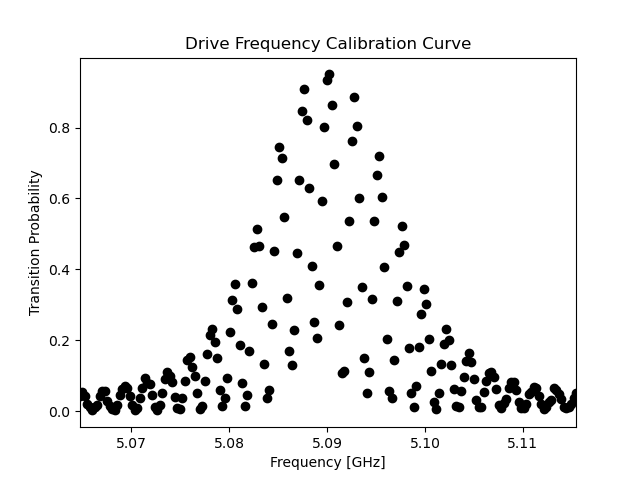 Drive Frequency Calibration Curve
Transition Probability
0.8
0.6
0.4
0.2
0.0
5.07 5.08 5.09 5.10 5.11
Frequency [GHz]